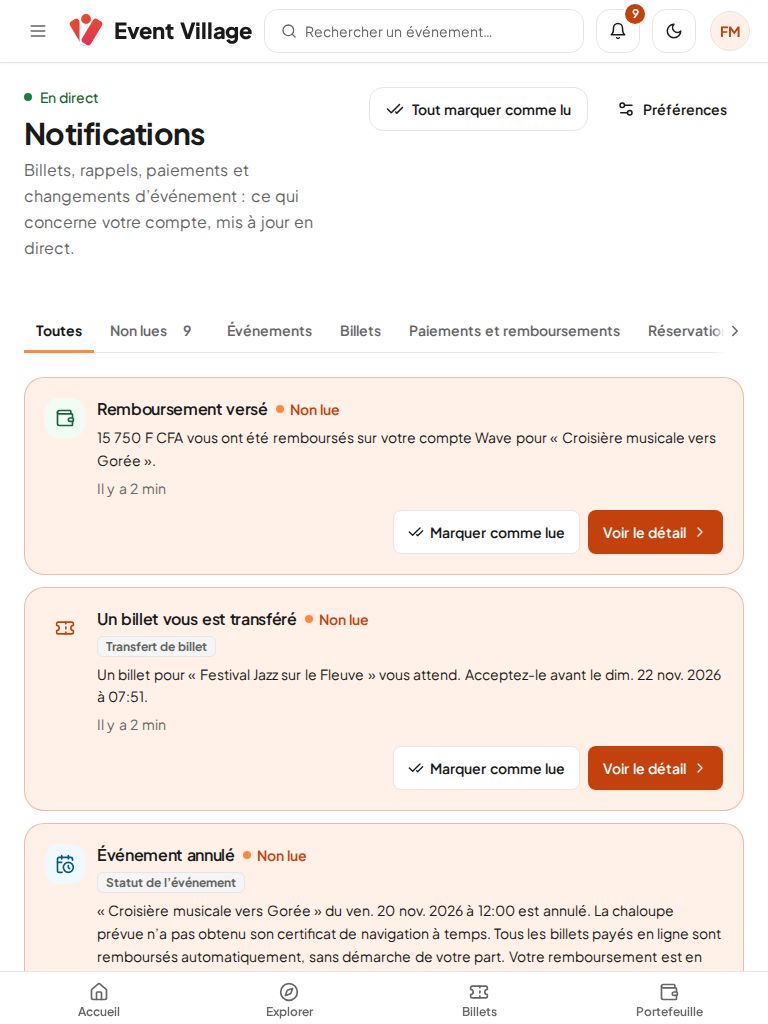 Event Village
Rechercher un événement...
9
FM
En direct
Notifications
Billets, rappels, paiements et
changements d’événement : ce qui
concerne votre compte, mis à jour en
direct.
Tout marquer comme lu
Préférences
Toutes
Non lues 9
Événements
Billets
Paiements et remboursements
Remboursement versé
Non lue
15 750 F CFA vous ont été remboursés sur votre compte Wave pour « Croisière musicale vers
Gorée ».
Il y a 2 min
Marquer comme lue
Voir le détail
Un billet vous est transféré
Non lue
Transfert de billet
Un billet pour « Festival Jazz sur le Fleuve » vous attend. Acceptez-le avant le dim. 22 nov. 2026
à 07:51.
Il y a 2 min
Marquer comme lue
Voir le détail
Événement annulé
Non lue
Statut de l’événement
« Croisière musicale vers Gorée » du ven. 20 nov. 2026 à 12:00 est annulé. La chaloupe
prévue n’a pas obtenu son certificat de navigation à temps. Tous les billets payés en ligne sont
remboursés automatiquement, sans démarche de votre part. Votre remboursement est en
Accueil
Explorer
Billets
Portefeuille